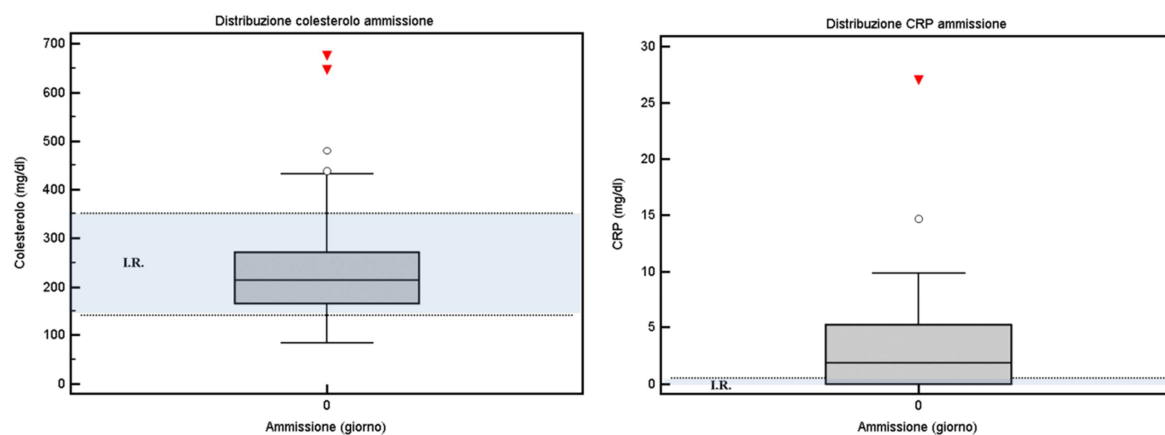 Distribuzione colesterolo ammissione
700
600
500
400
300
200
100
0
Colesterolo (mg/dl)
I.R.
0
Ammissione (giorno)
Distribuzione CRP ammissione
30
25
20
15
10
5
0
CRP (mg/dl)
I.R.
0
Ammissione (giorno)